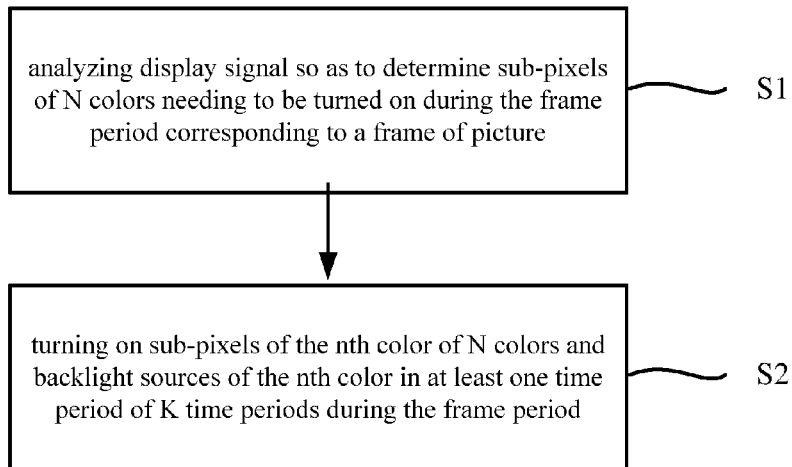 analyzing display signal so as to determine sub-pixels
of N colors needing to be turned on during the frame
period corresponding to a frame of picture
S1
turning on sub-pixels of the nth color of N colors and
backlight sources of the nth color in at least one time
period of K time periods during the frame period
S2